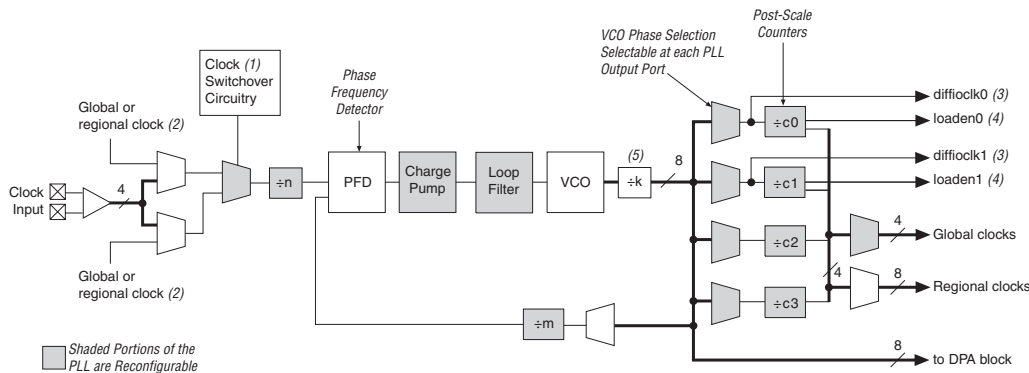 Post-Scale
Counters
VCO Phase Selection
Selectable at each PLL
Output Port
Clock (1)
Switchover
Circuitry
Phase
Frequency
Detector
Global or
regional clock (2)
diffioclk0 (3)
loaden0 (4)
diffioclk1 (3)
loaden1 (4)
÷c0
÷c1
(5)
8
4
Clock
Input
÷n
PFD
Charge
Pump
Loop
Filter
VCO
÷k
÷c2
4
Global clocks
4
8
Regional clocks
÷c3
Global or
regional clock (2)
÷m
Shaded Portions of the
PLL are Reconfigurable
8
to DPA block